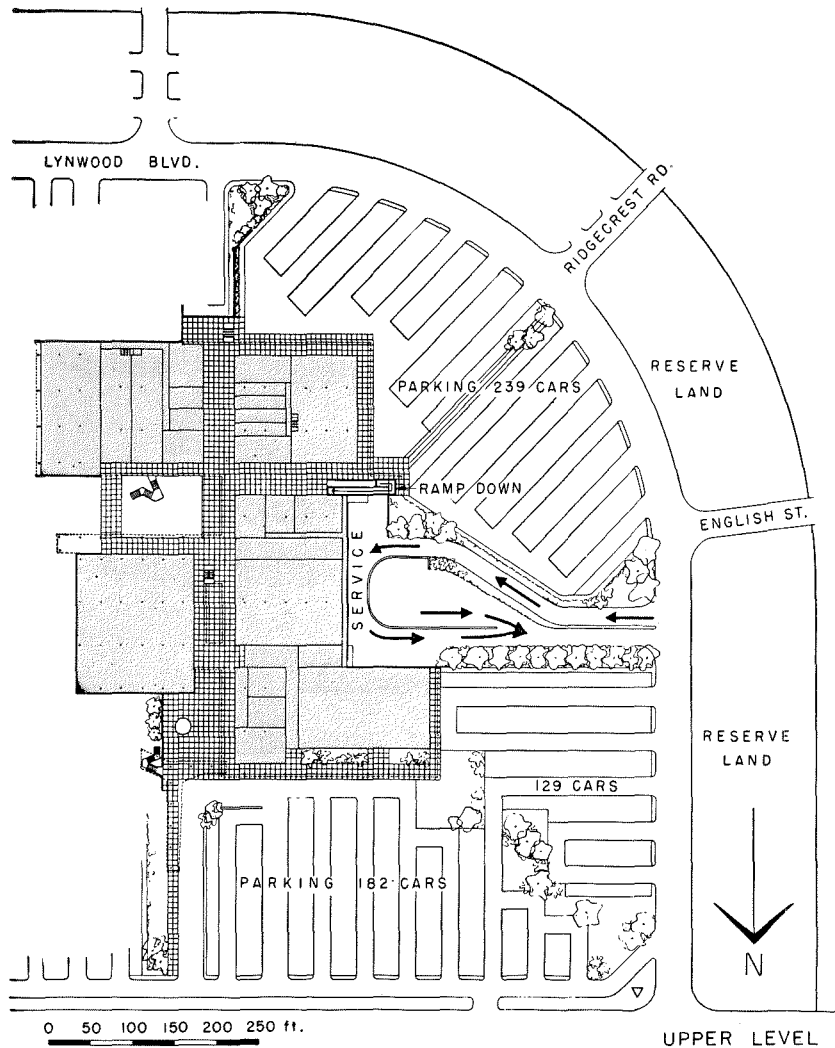 LYNWOOD BLVD.
RIDGECREST RD.
PARKING 239 CARS
RESERVE
LAND
RAMP DOWN
ENGLISH ST.
SERVICE
RESERVE
LAND
129 CARS
PARKING 182 CARS
N
0 50 100 150 200 250 ft.
UPPER LEVEL